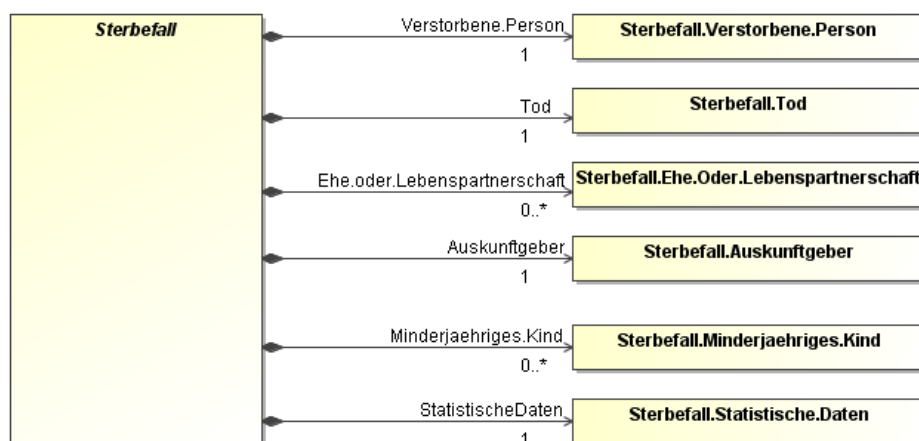 Sterbefall
Verstorbene.Person
1
Sterbefall.Verstorbene.Person
Tod
1
Sterbefall.Tod
Ehe.oder.Lebenspartnerschaft
0..*
Sterbefall.Ehe.Oder.Lebenspartnerschaft
Auskunftgeber
1
Sterbefall.Auskunftgeber
Minderjaehriges.Kind
0..*
Sterbefall.Minderjaehriges.Kind
StatistischeDaten
1
Sterbefall.Statistische.Daten